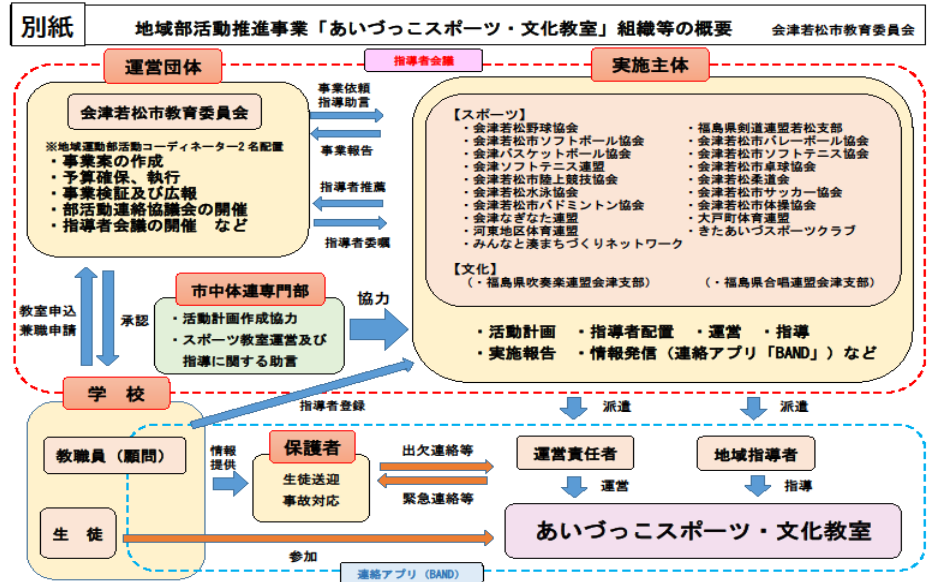 別紙
地域部活動推進事業「あいづっこスポーツ・文化教室」組織等の概要
会津若松市教育委員会
指導者会議
運営団体
会津若松市教育委員会
※地域運動部活動コーディネーター2名配置
・事業案の作成
・予算確保、執行
・事業検証及び広報
・部活動連絡協議会の開催
・指導者会議の開催 など
事業依頼
指導助言
事業報告
指導者推薦
指導者委嘱
実施主体
【スポーツ】
・会津若松野球協会
・会津若松市ソフトボール協会
・会津バスケットボール協会
・会津ソフトテニス連盟
・会津若松市陸上競技協会
・会津若松水泳協会
・会津若松市バドミントン協会
・会津なぎなた連盟
・河東地区体育連盟
・みんなと湊まちづくりネットワーク
・福島県剣道連盟若松支部
・会津若松市バレーボール協会
・会津若松市ソフトテニス協会
・会津若松市卓球協会
・会津若松柔道会
・会津若松市サッカー協会
・会津若松市体操協会
・大戸町体育連盟
・きたあいづスポーツクラブ
【文化】
（・福島県吹奏楽連盟会津支部）
（・福島県合唱連盟会津支部）
・活動計画 ・指導者配置 ・運営 ・指導
・実施報告 ・情報発信（連絡アプリ「BAND」）など
教室申込
兼職申請
承認
市中体連専門部
・活動計画作成協力
・スポーツ教室運営及び
指導に関する助言
協力
学 校
教職員（顧問）
生 徒
指導者登録
情報
提供
保護者
生徒送迎
事故対応
出欠連絡等
緊急連絡等
派遣
派遣
運営責任者
地域指導者
運営
指導
あいづっこスポーツ・文化教室
参加
連絡アプリ（BAND）